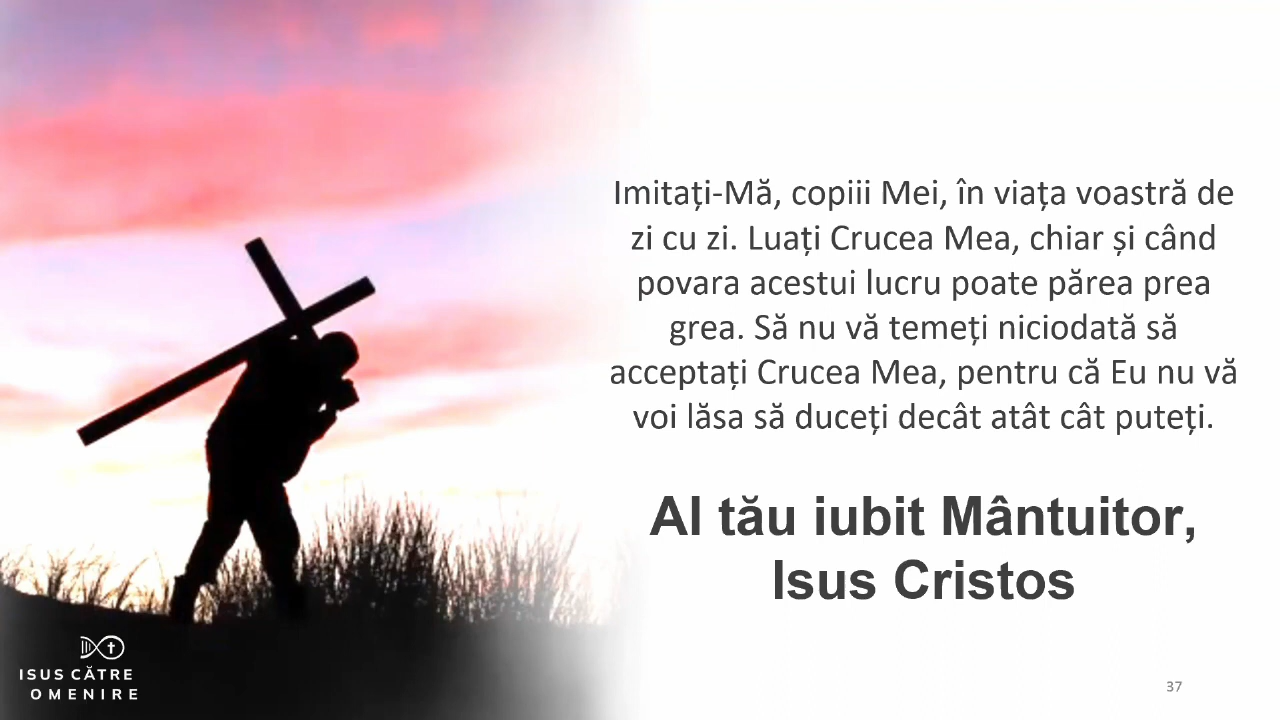 Imitați-Mă, copiii Mei, în viața voastră de
zi cu zi. Luați Crucea Mea, chiar și când
povara acestui lucru poate părea prea
grea. Să nu vă temeți niciodată să
acceptați Crucea Mea, pentru că Eu nu vă
voi lăsa să duceți decât atât cât puteți.
Al tău iubit Mântuitor,
Isus Cristos
ISUS CĂTRE
OMENIRE
37